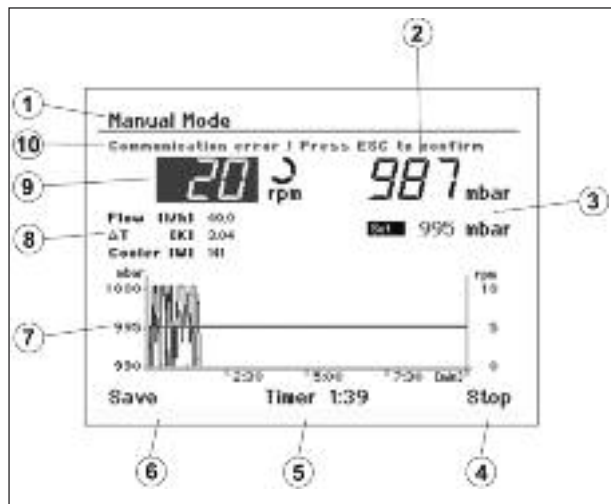 2
1 Manual Mode
10 Communication error ! Press ESC to confirm
9 20 rpm 987 mbar
3
Set 995 mbar
8
Flow [l/h] 40.0
ΔT [K] 3.04
Cooler [W] 141
mbar rpm
1000 10
7 995 5
990 0
2:30 5:00 7:30 [min]
Save Timer 1:39 Stop
6 5 4